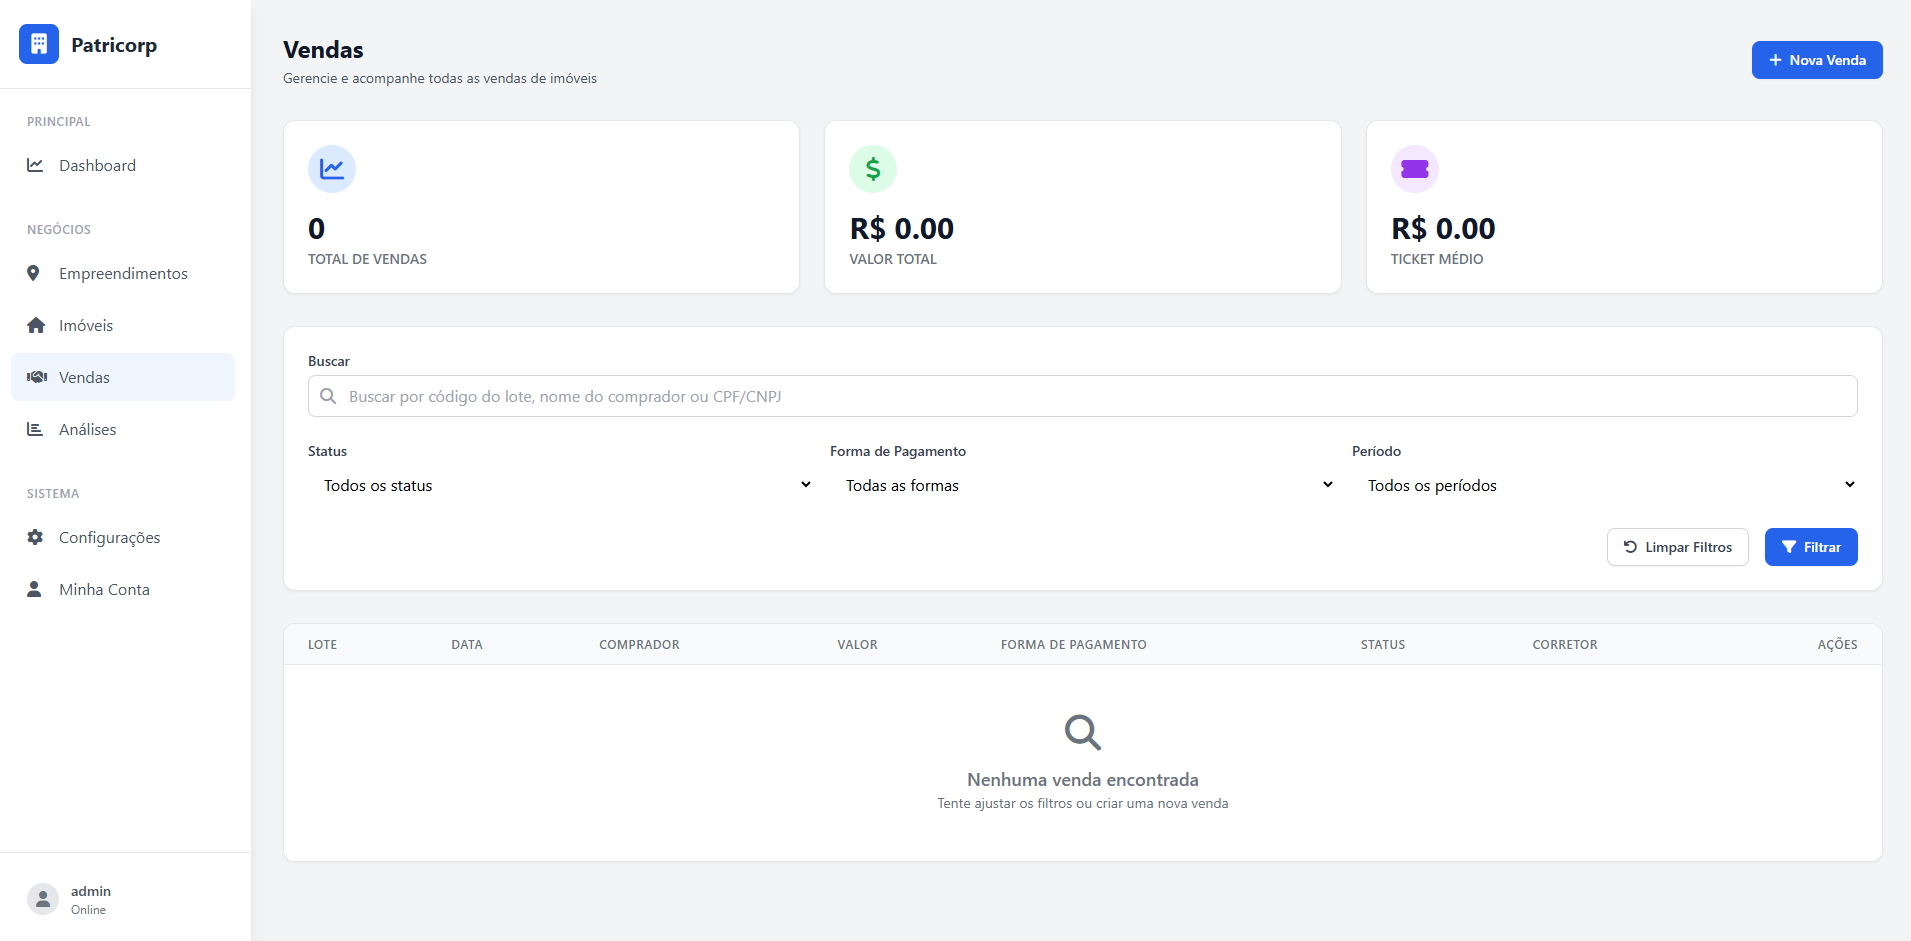 Patricorp
PRINCIPAL
Dashboard
NEGÓCIOS
Empreendimentos
Imóveis
Vendas
Análises
SISTEMA
Configurações
Minha Conta
admin
Online
Vendas
Gerencie e acompanhe todas as vendas de imóveis
Nova Venda
0
TOTAL DE VENDAS
R$ 0.00
VALOR TOTAL
R$ 0.00
TICKET MÉDIO
Buscar
Buscar por código do lote, nome do comprador ou CPF/CNPJ
Status
Todos os status
Forma de Pagamento
Todas as formas
Período
Todos os períodos
Limpar Filtros
Filtrar
LOTE DATA COMPRADOR VALOR FORMA DE PAGAMENTO STATUS CORRETOR AÇÕES
Nenhuma venda encontrada
Tente ajustar os filtros ou criar uma nova venda